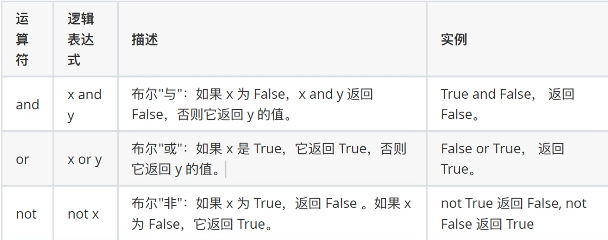 运
算
符
逻辑
表达
式
描述
实例
and
x and
y
布尔"与"：如果 x 为 False，x and y 返回
False，否则它返回 y 的值。
True and False， 返回
False。
or
x or y
布尔"或"：如果 x 是 True，它返回 True，否则
它返回 y 的值。
False or True， 返回
True。
not
not x
布尔"非"：如果 x 为 True，返回 False 。如果 x
为 False，它返回 True。
not True 返回 False, not
False 返回 True